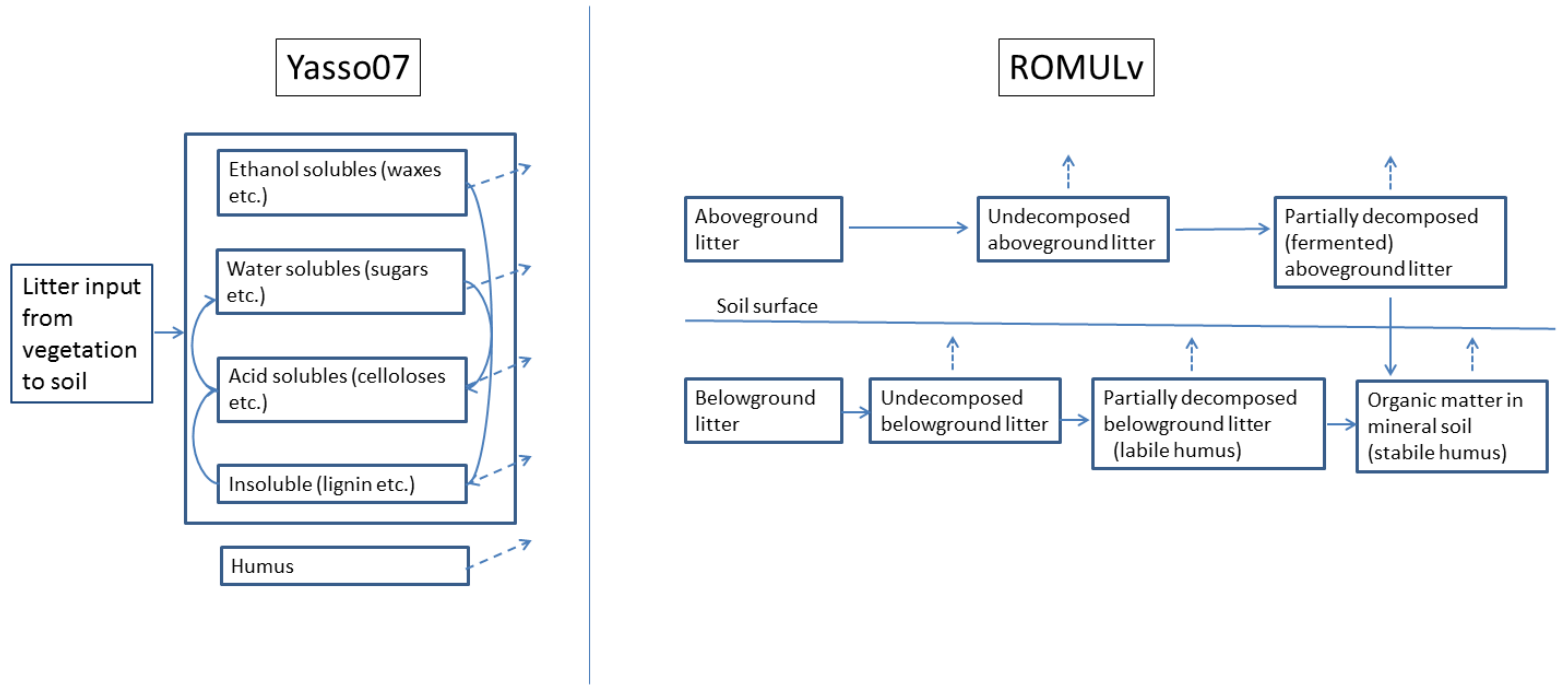 Yasso07
Ethanol solubles (waxes
etc.)
Water solubles (sugars
etc.)
Litter input
from
vegetation
to soil
Acid solubles (celloloses
etc.)
Insoluble (lignin etc.)
Humus
ROMULv
Aboveground
litter
Undecomposed
aboveground litter
Partially decomposed
(fermented)
aboveground litter
Soil surface
Belowground
litter
Undecomposed
belowground litter
Partially decomposed
belowground litter
(labile humus)
Organic matter in
mineral soil
(stabile humus)